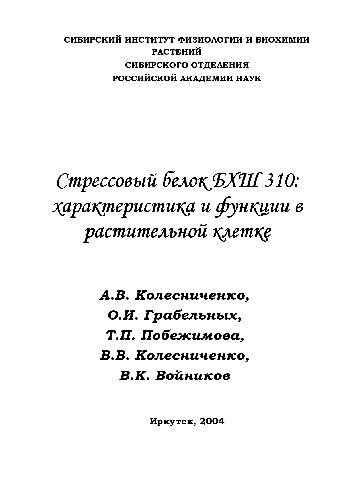 СИБИРСКИЙ ИНСТИТУТ ФИЗИОЛОГИИ И БИОХИМИИ
РАСТЕНИЙ
СИБИРСКОГО ОТДЕЛЕНИЯ
РОССИЙСКОЙ АКАДЕМИИ НАУК
Стрессовый белок БХШ 310:
характеристика и функции в
растительной клетке
А.В. Колесниченко,
О.И. Грабельных,
Т.П. Побежимова,
В.В. Колесниченко,
В.К. Войников
Иркутск, 2004